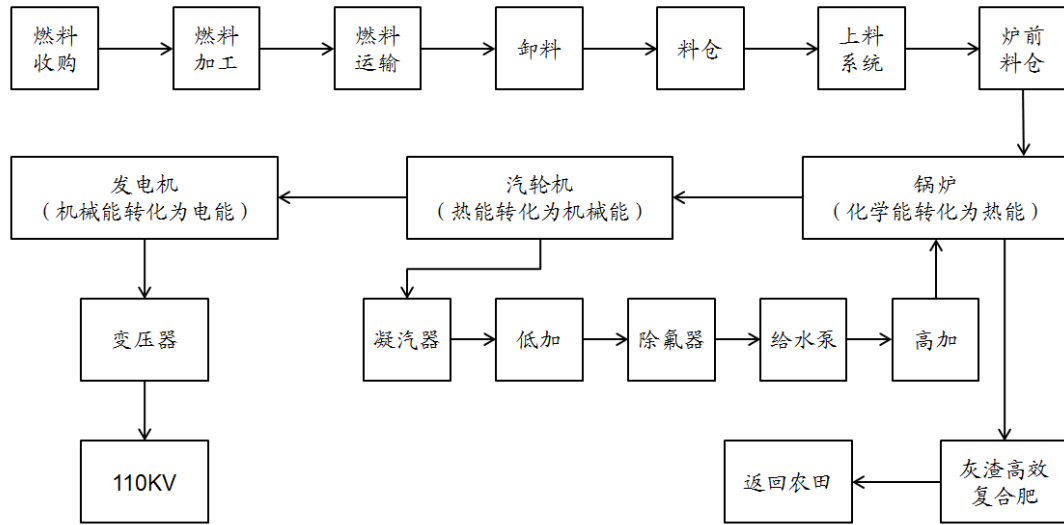 燃料
收购
燃料
加工
燃料
运输
卸料
料仓
上料
系统
炉前
料仓
发电机
（机械能转化为电能）
汽轮机
（热能转化为机械能）
锅炉
（化学能转化为热能）
变压器
凝汽器
低加
除氟器
给水泵
高加
110KV
返回农田
灰渣高效
复合肥